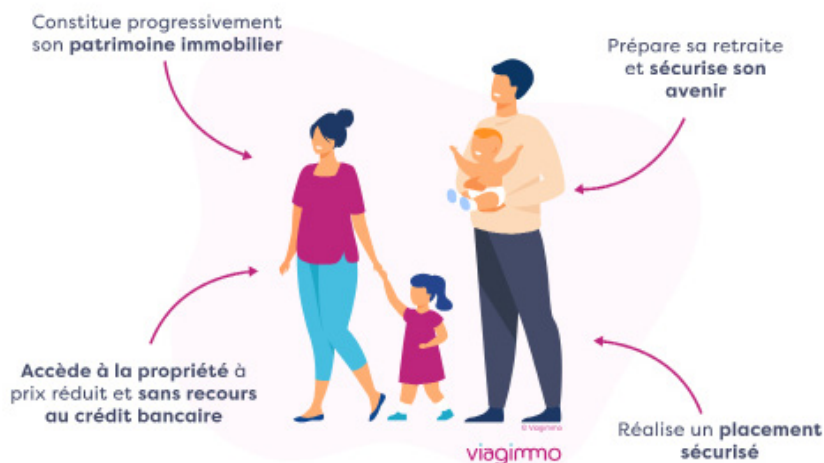 Constitue progressivement
son patrimoine immobilier
Prépare sa retraite
et sécurise son
avenir
Accède à la propriété à
prix réduit et sans recours
au crédit bancaire
Réalise un placement
sécurisé
© Viagimmo
viagimmo